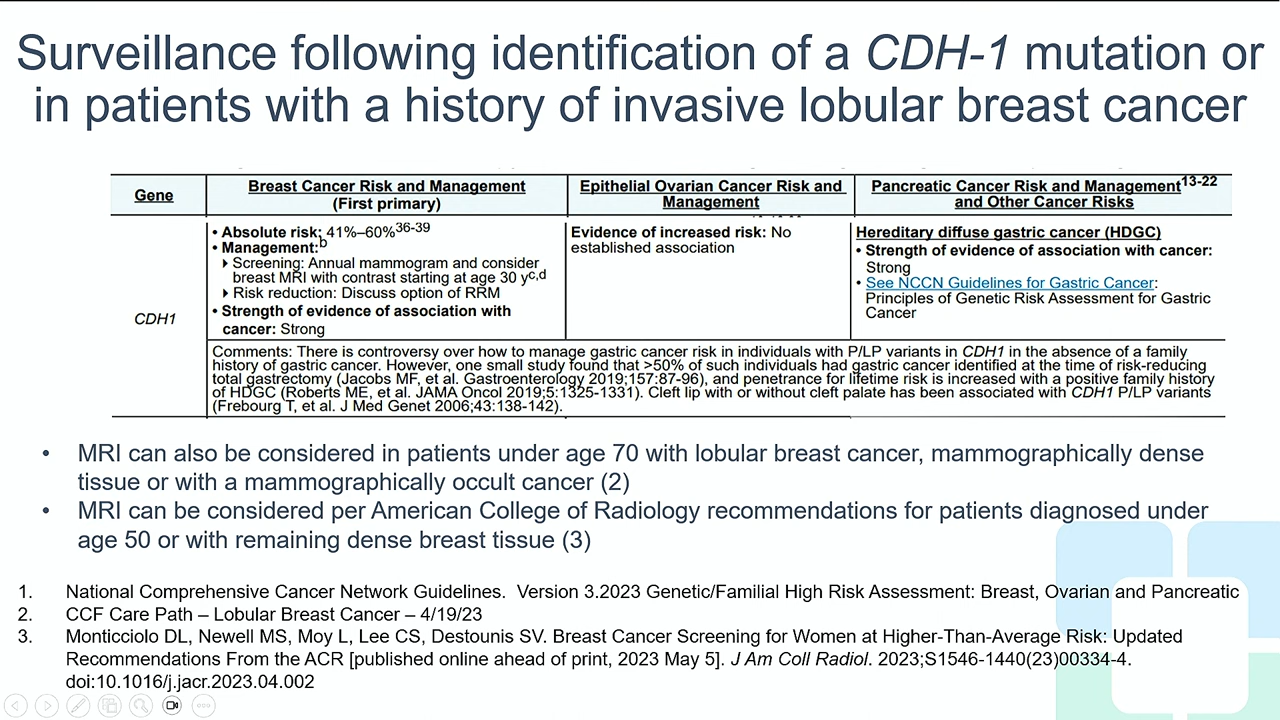 Surveillance following identification of a CDH-1 mutation or
in patients with a history of invasive lobular breast cancer
Gene
Breast Cancer Risk and Management
(First primary)
Epithelial Ovarian Cancer Risk and
Management
Pancreatic Cancer Risk and Management13-22
and Other Cancer Risks
CDH1
• Absolute risk: 41%–60%36-39
• Management:b
Screening: Annual mammogram and consider
breast MRI with contrast starting at age 30 yc,d
Risk reduction: Discuss option of RRM
• Strength of evidence of association with
cancer: Strong
Evidence of increased risk: No
established association
Hereditary diffuse gastric cancer (HDGC)
• Strength of evidence of association with cancer:
Strong
• See NCCN Guidelines for Gastric Cancer:
Principles of Genetic Risk Assessment for Gastric
Cancer
Comments: There is controversy over how to manage gastric cancer risk in individuals with P/LP variants in CDH1 in the absence of a family
history of gastric cancer. However, one small study found that >50% of such individuals had gastric cancer identified at the time of risk-reducing
total gastrectomy (Jacobs MF, et al. Gastroenterology 2019;157:87-96), and penetrance for lifetime risk is increased with a positive family history
of HDGC (Roberts ME, et al. JAMA Oncol 2019;5:1325-1331). Cleft lip with or without cleft palate has been associated with CDH1 P/LP variants
(Frebourg T, et al. J Med Genet 2006;43:138-142).
• MRI can also be considered in patients under age 70 with lobular breast cancer, mammographically dense
tissue or with a mammographically occult cancer (2)
• MRI can be considered per American College of Radiology recommendations for patients diagnosed under
age 50 or with remaining dense breast tissue (3)
1. National Comprehensive Cancer Network Guidelines. Version 3.2023 Genetic/Familial High Risk Assessment: Breast, Ovarian and Pancreatic
2. CCF Care Path – Lobular Breast Cancer – 4/19/23
3. Monticciolo DL, Newell MS, Moy L, Lee CS, Destounis SV. Breast Cancer Screening for Women at Higher-Than-Average Risk: Updated
Recommendations From the ACR [published online ahead of print, 2023 May 5]. J Am Coll Radiol. 2023;S1546-1440(23)00334-4.
doi:10.1016/j.jacr.2023.04.002